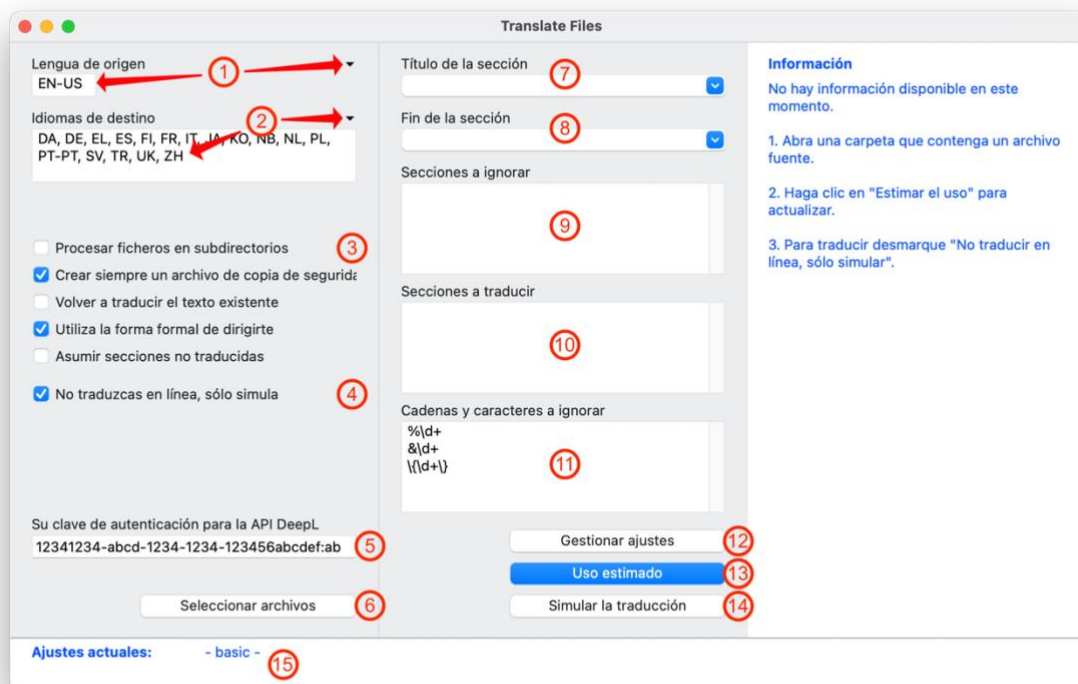 Translate Files
Lengua de origen
1
EN-US
Idiomas de destino
2
DA, DE, EL, ES, FI, FR, IT, JA, KO, NB, NL, PL,
PT-PT, SV, TR, UK, ZH
Procesar ficheros en subdirectorios
3
Crear siempre un archivo de copia de segurida
Volver a traducir el texto existente
Utiliza la forma formal de dirigirte
Asumir secciones no traducidas
No traduzcas en línea, sólo simula
4
Su clave de autenticación para la API DeepL
12341234-abcd-1234-1234-123456abcdef:ab
5
Seleccionar archivos
6
Título de la sección
7
Fin de la sección
8
Secciones a ignorar
9
Secciones a traducir
10
Cadenas y caracteres a ignorar
%\d+
&\d+
\{\d+\}
11
Gestionar ajustes
12
Uso estimado
13
Simular la traducción
14
Información
No hay información disponible en este
momento.
1. Abra una carpeta que contenga un archivo
fuente.
2. Haga clic en "Estimar el uso" para
actualizar.
3. Para traducir desmarque "No traducir en
línea, sólo simular".
Ajustes actuales: - basic -
15